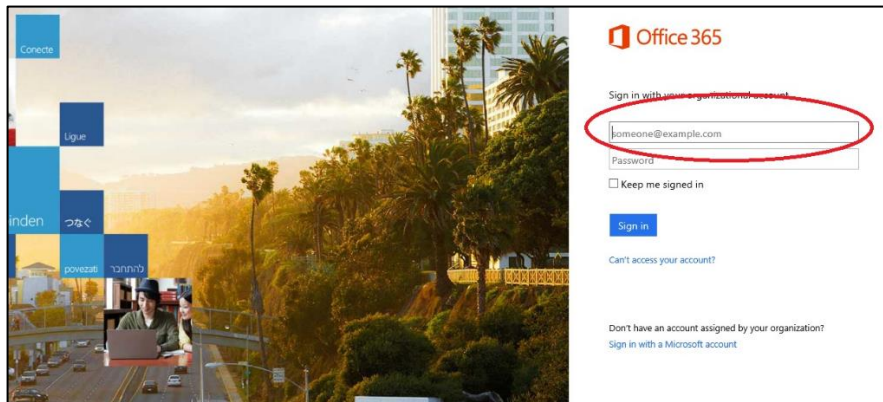 Conecte
Ligue
inden
つなぐ
povezati
להתחבר
Office 365
Sign in with your organizational account
someone@example.com
Password
Keep me signed in
Sign in
Can't access your account?
Don't have an account assigned by your organization?
Sign in with a Microsoft account